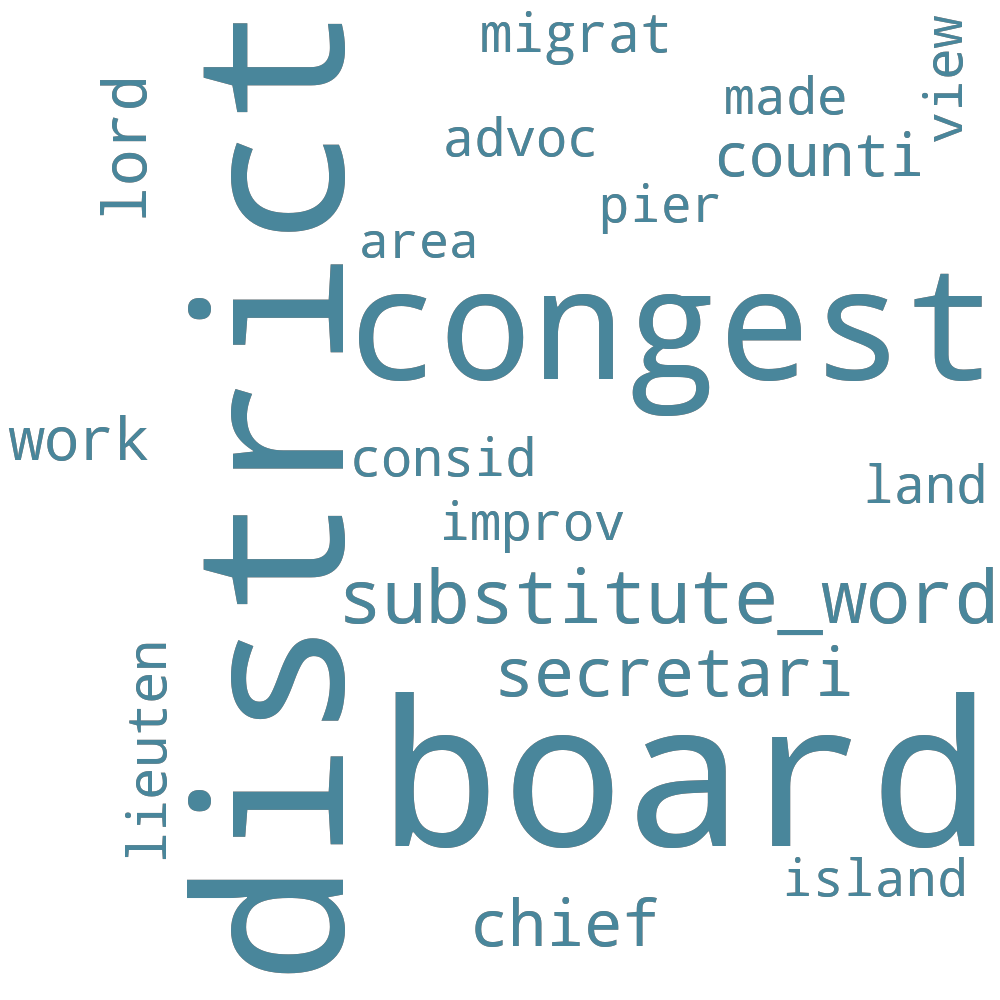 migrat
view
lord
made
advoc
counti
pier
area
district
congest
work
consid
land
improv
substitute_word
secretari
lieuten
board
island
chief